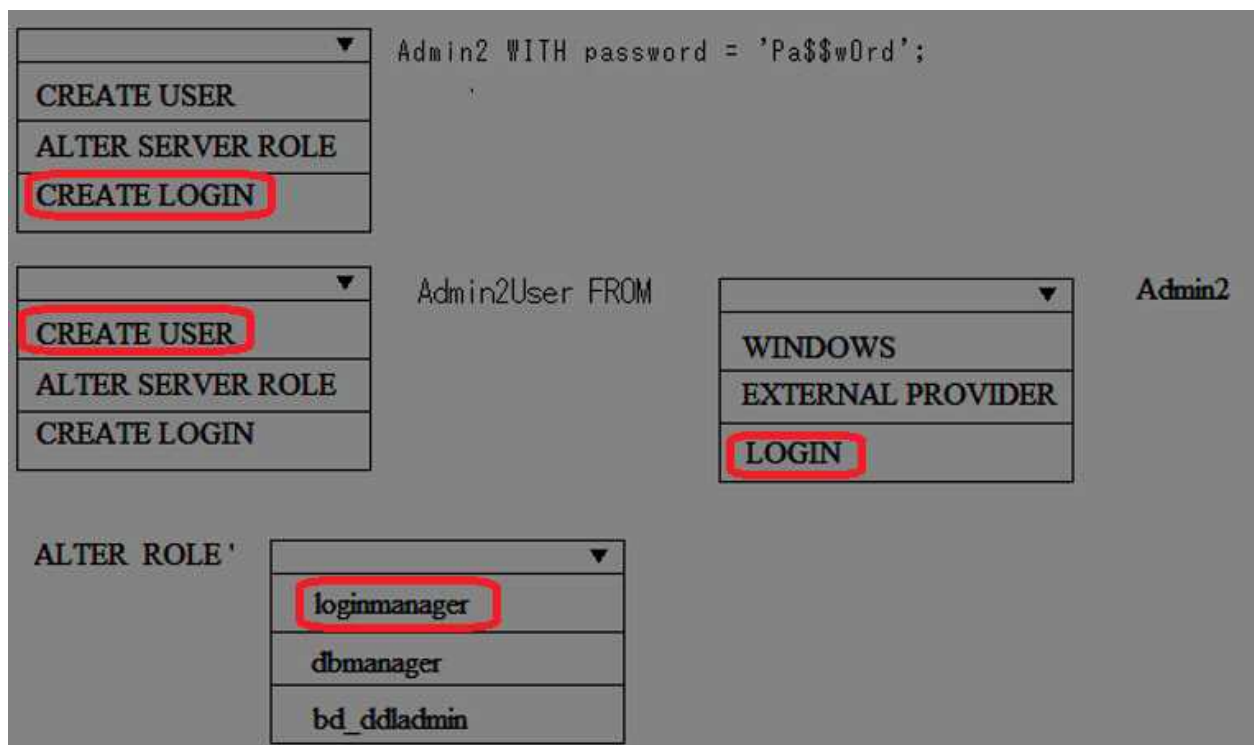 ▼ Admin2 WITH password = 'Pa$$w0rd';
CREATE USER
ALTER SERVER ROLE
CREATE LOGIN
▼ Admin2User FROM ▼ Admin2
CREATE USER
ALTER SERVER ROLE
CREATE LOGIN
WINDOWS
EXTERNAL PROVIDER
LOGIN
ALTER ROLE ' ▼
loginmanager
dbmanager
bd_ddladmin